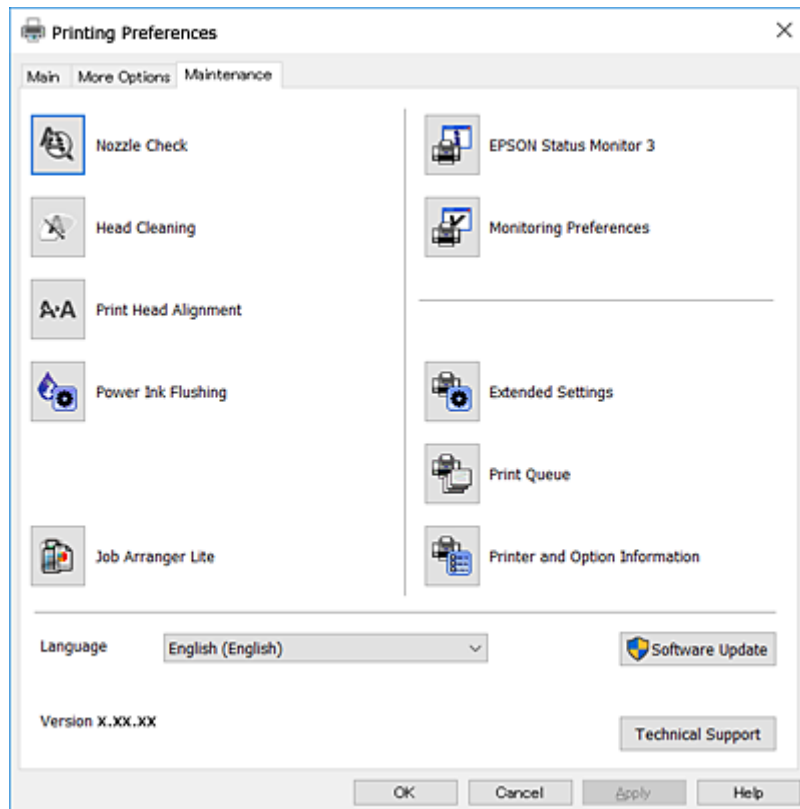 Printing Preferences
Main More Options Maintenance
Nozzle Check
Head Cleaning
A·A Print Head Alignment
Power Ink Flushing
Job Arranger Lite
EPSON Status Monitor 3
Monitoring Preferences
Extended Settings
Print Queue
Printer and Option Information
Language English (English) Software Update
Version X.XX.XX
Technical Support
OK Cancel Apply Help